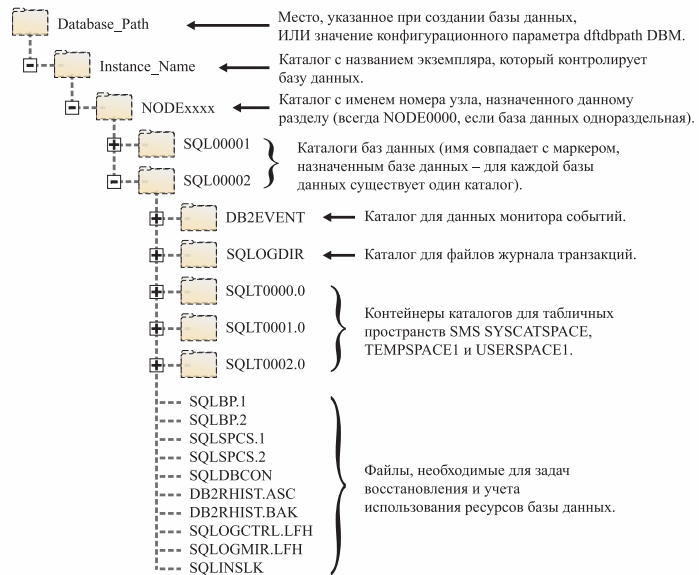 Database_Path
Место, указанное при создании базы данных,
ИЛИ значение конфигурационного параметра dftdbpath DBM.
Instance_Name
Каталог с названием экземпляра, который контролирует
базу данных.
NODExxxx
Каталог с именем номера узла, назначенного данному
разделу (всегда NODE0000, если база данных однораздельная).
SQL00001
SQL00002
Каталоги баз данных (имя совпадает с маркером,
назначенным базе данных – для каждой базы
данных существует один каталог).
DB2EVENT
Каталог для данных монитора событий.
SQLOGDIR
Каталог для файлов журнала транзакций.
SQLT0000.0
SQLT0001.0
SQLT0002.0
Контейнеры каталогов для табличных
пространств SMS SYSCATSPACE,
TEMPSPACE1 и USERSPACE1.
SQLBP.1
SQLBP.2
SQLSPCS.1
SQLSPCS.2
SQLDBCON
DB2RHIST.ASC
DB2RHIST.BAK
SQLOGCTRL.LFH
SQLOGMIR.LFH
SQLINSLK
Файлы, необходимые для задач
восстановления и учета
использования ресурсов базы данных.